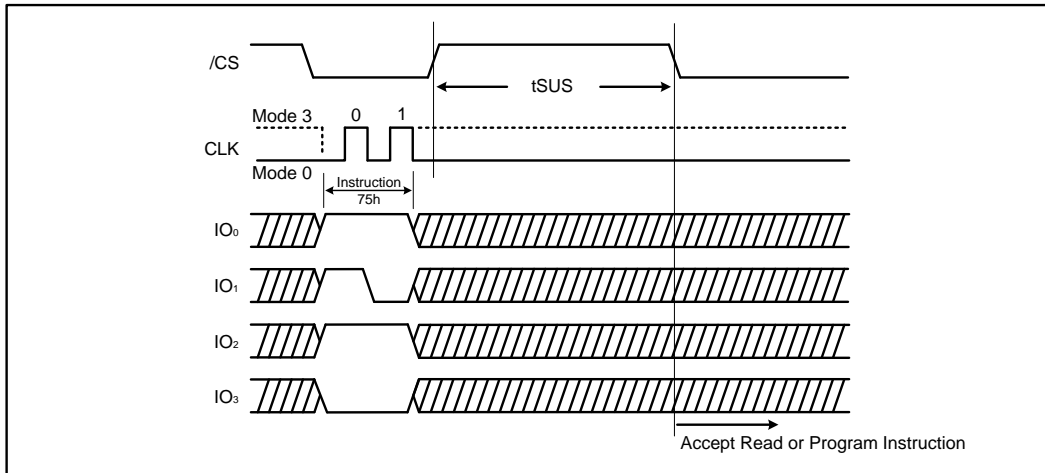 /CS
tSUS
Mode 3
0
1
CLK
Mode 0
Instruction
75h
IO₀
IO₁
IO₂
IO₃
Accept Read or Program Instruction